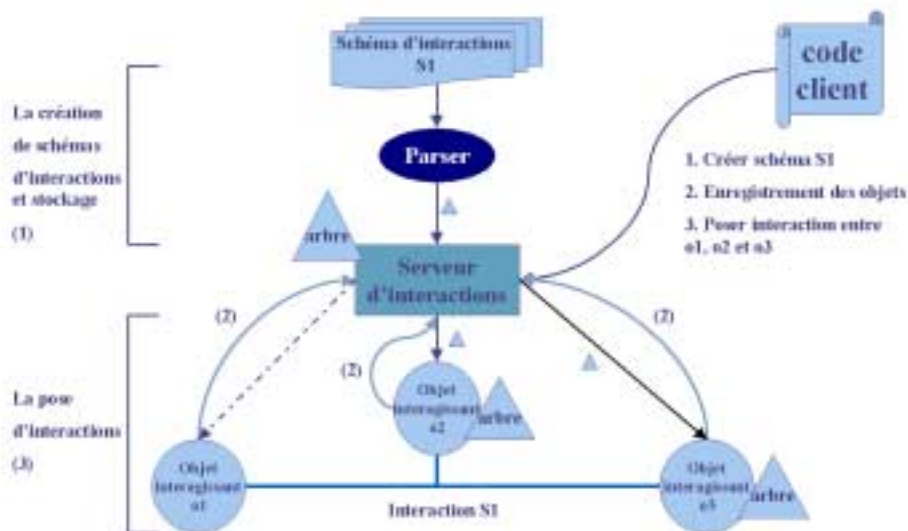 Schéma d'interactions
S1
code
client
La création
de schémas
d'interactions
et stockage
(1)
Parser
1. Créer schéma S1
2. Enregistrement des objets
3. Poser interaction entre
o1, o2 et o3
arbre
Serveur
d'interactions
(2)
(2)
(2)
La pose
d'interactions
(3)
Objet
interagissant
o2
arbre
Objet
interagissant
o1
Objet
interagissant
o3
arbre
Interaction S1